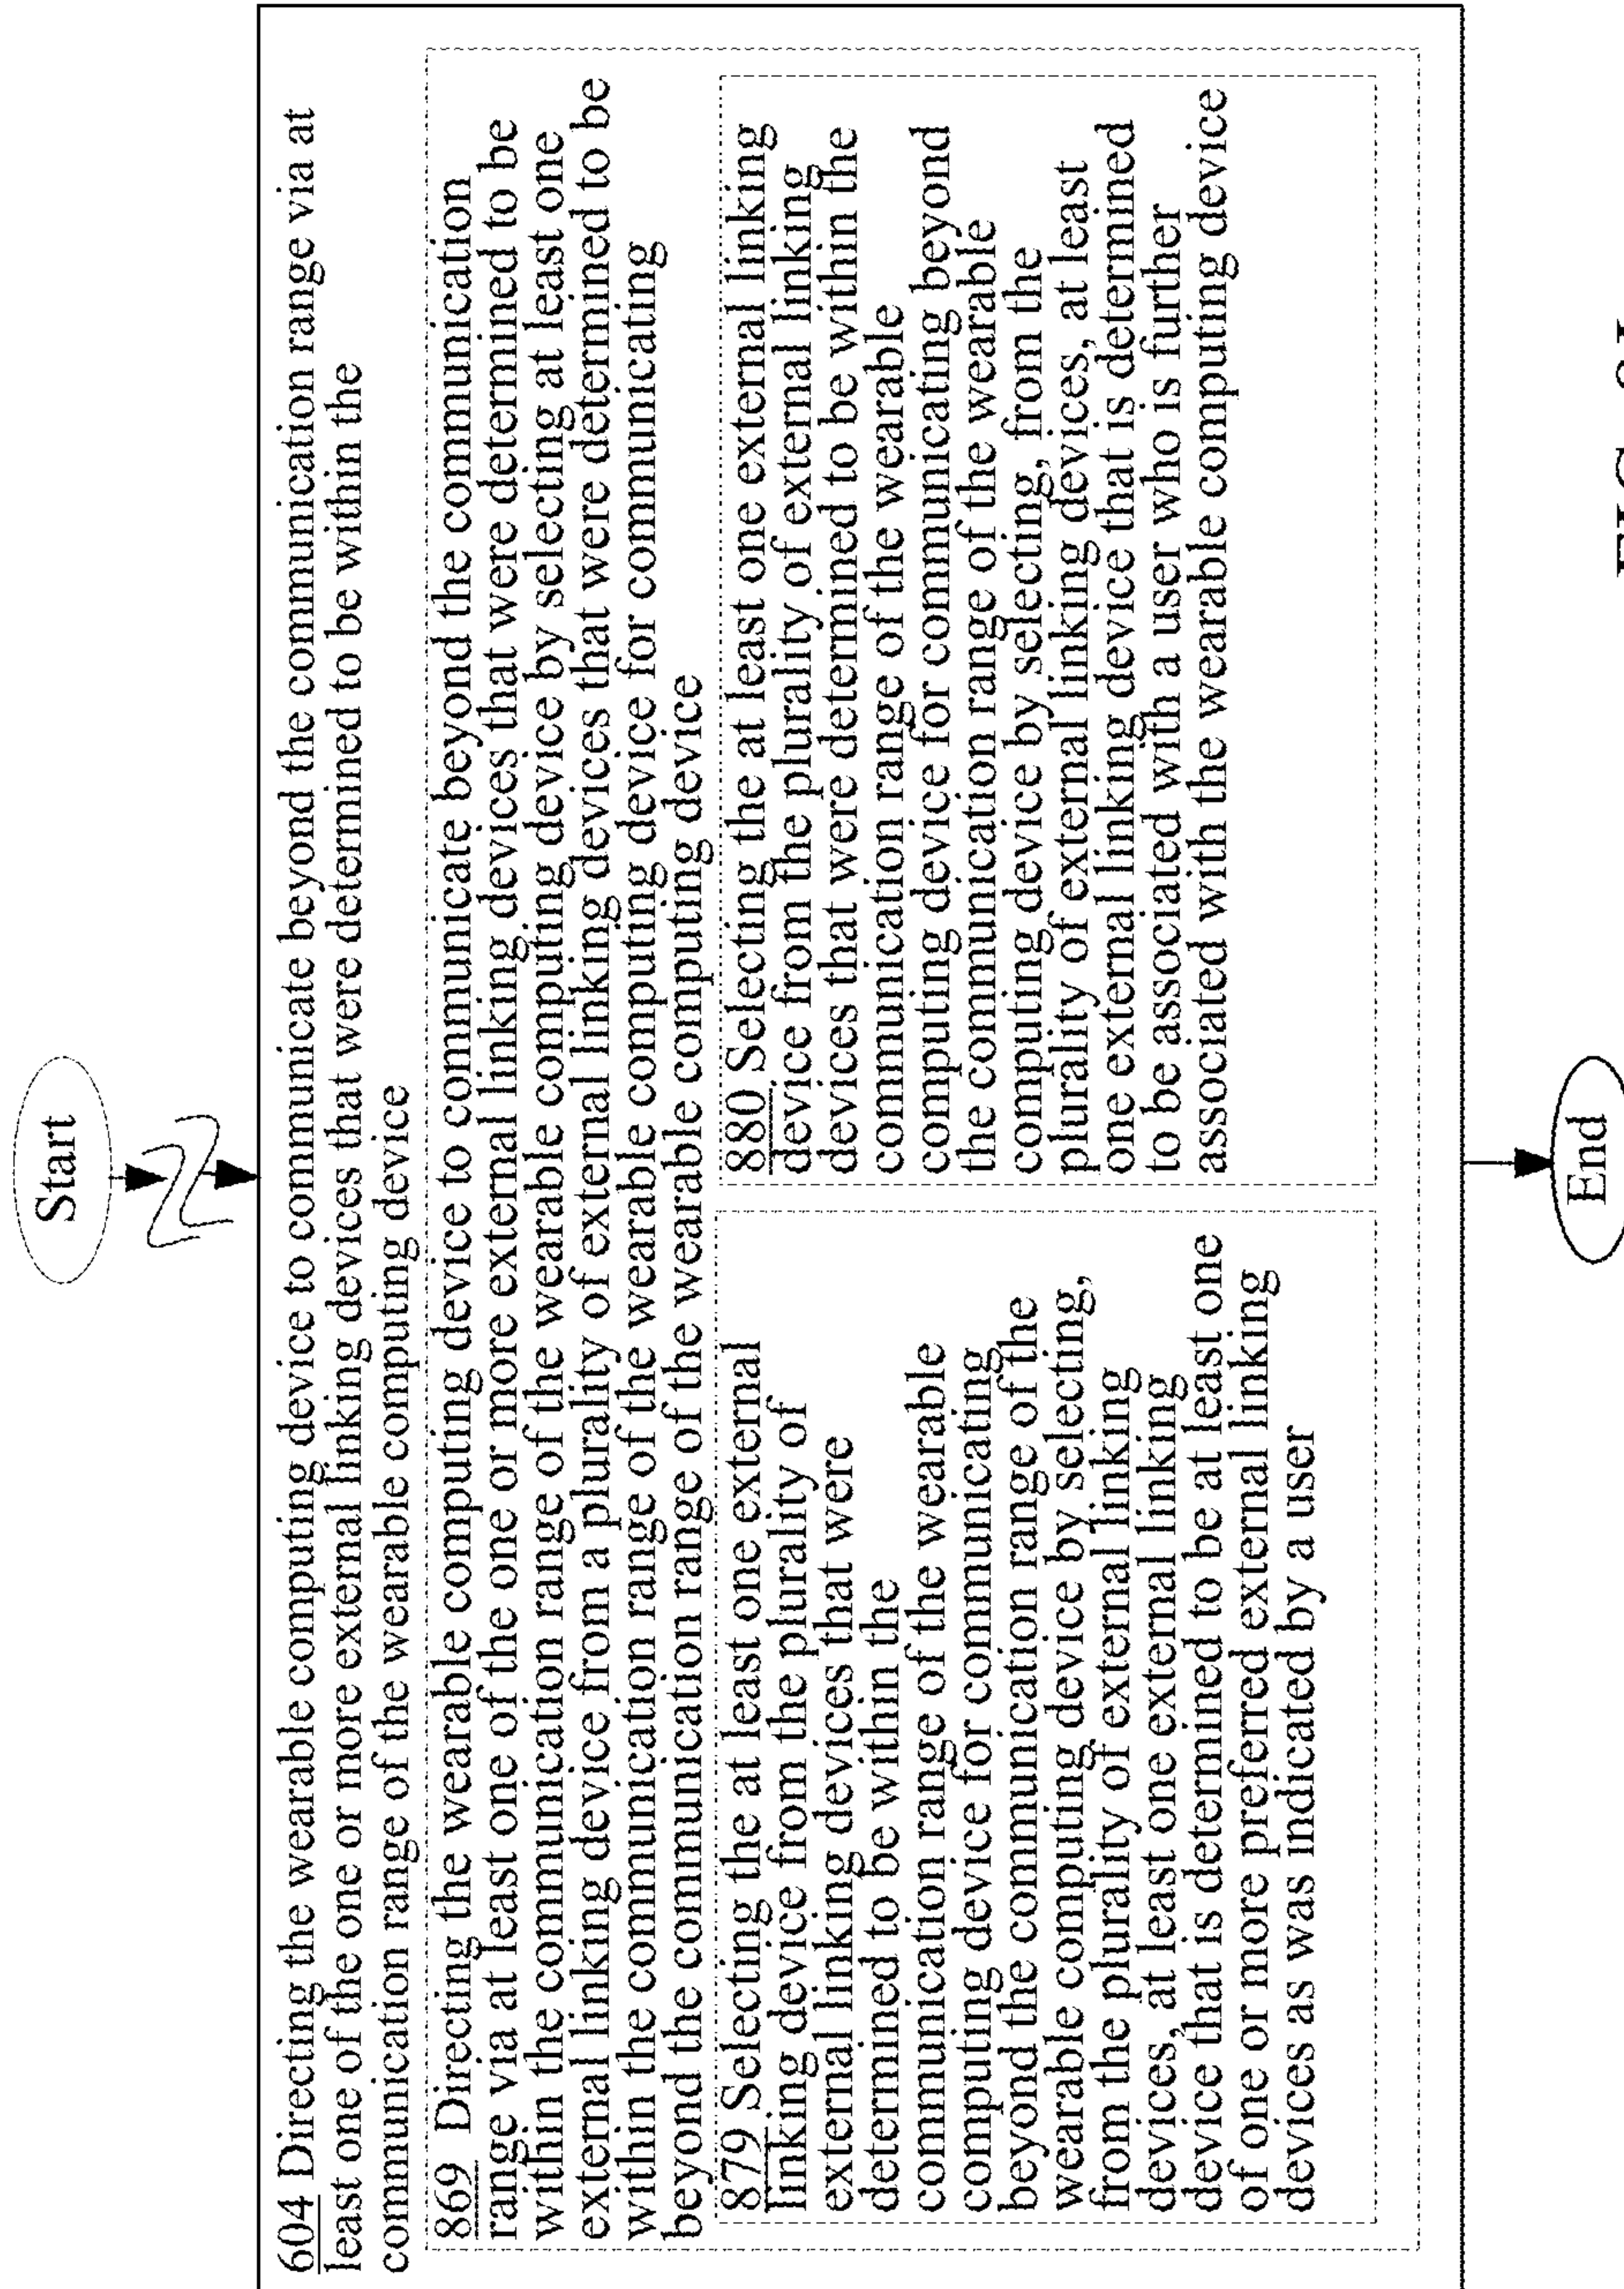 Start
604 Directing the wearable computing device to communicate beyond the communication range via at
least one of the one or more external linking devices that were determined to be within the
communication range of the wearable computing device
869 Directing the wearable computing device to communicate beyond the communication
range via at least one of the one or more external linking devices that were determined to be
within the communication range of the wearable computing device by selecting at least one
external linking device from a plurality of external linking devices that were determined to be
within the communication range of the wearable computing device for communicating
beyond the communication range of the wearable computing device
879 Selecting the at least one external
linking device from the plurality of
external linking devices that were
determined to be within the
communication range of the wearable
computing device for communicating
beyond the communication range of the
wearable computing device by selecting,
from the plurality of external linking
devices, at least one external linking
device that is determined to be at least one
of one or more preferred external linking
devices as was indicated by a user
880 Selecting the at least one external linking
device from the plurality of external linking
devices that were determined to be within the
communication range of the wearable
computing device for communicating beyond
the communication range of the wearable
computing device by selecting, from the
plurality of external linking devices, at least
one external linking device that is determined
to be associated with a user who is further
associated with the wearable computing device
End